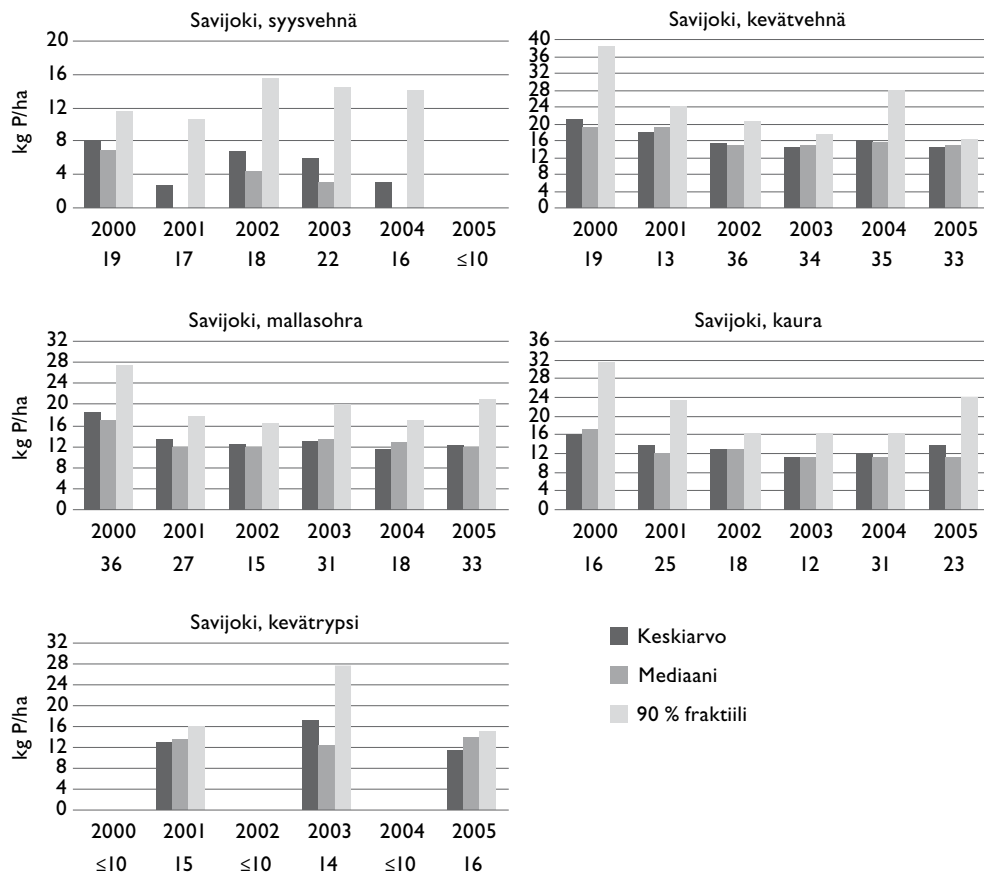 Savijoki, syysvehnä
kg P/ha
20
16
12
8
4
0
2000 2001 2002 2003 2004 2005
19 17 18 22 16 ≤10
Savijoki, kevätvehnä
40
36
32
28
24
20
16
12
8
4
0
2000 2001 2002 2003 2004 2005
19 13 36 34 35 33
Savijoki, mallasohra
kg P/ha
32
28
24
20
16
12
8
4
0
2000 2001 2002 2003 2004 2005
36 27 15 31 18 33
Savijoki, kaura
36
32
28
24
20
16
12
8
4
0
2000 2001 2002 2003 2004 2005
16 25 18 12 31 23
Savijoki, kevätrypsi
kg P/ha
32
28
24
20
16
12
8
4
0
2000 2001 2002 2003 2004 2005
≤10 15 ≤10 14 ≤10 16
Keskiarvo
Mediaani
90 % fraktiili